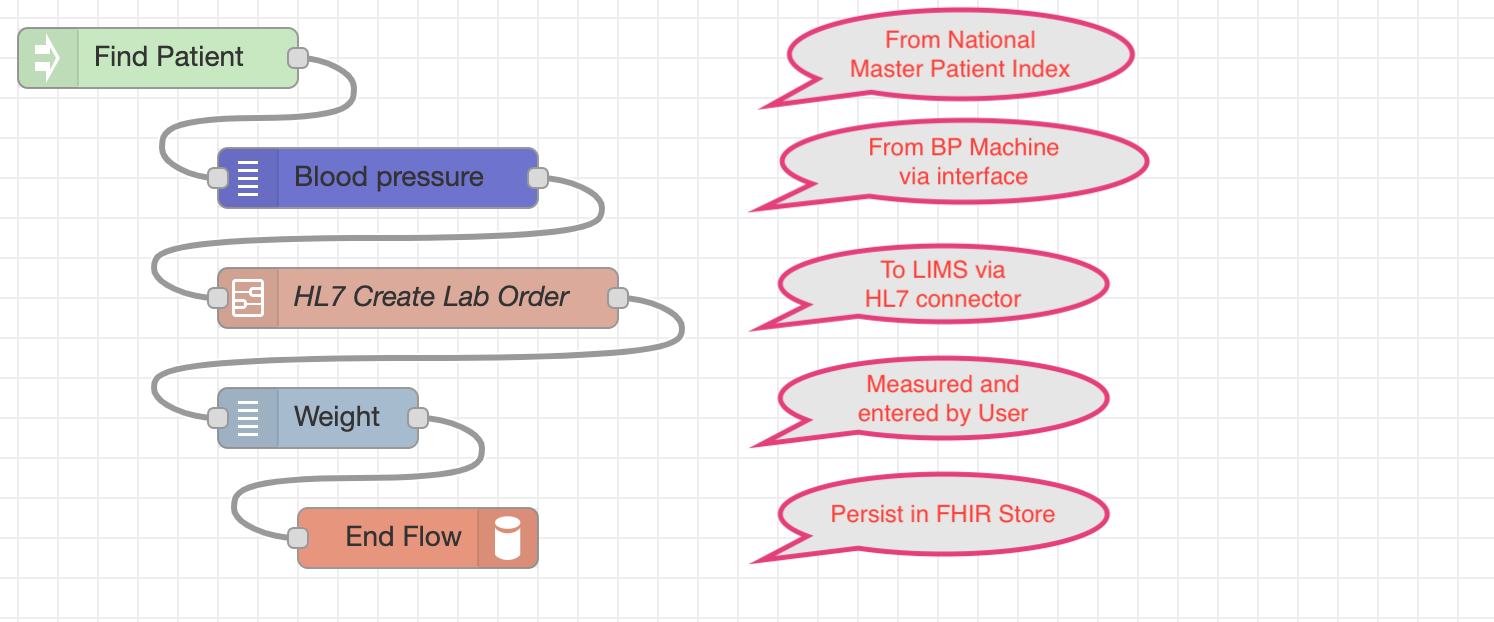 Find Patient
From National
Master Patient Index
Blood pressure
From BP Machine
via interface
HL7 Create Lab Order
To LIMS via
HL7 connector
Weight
Measured and
entered by User
End Flow
Persist in FHIR Store